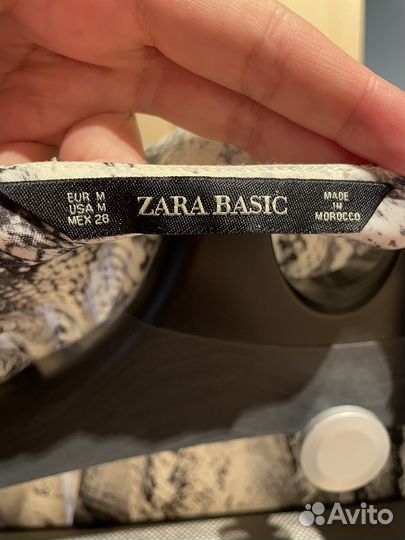 EUR M
USA M
MEX 28
ZARA BASIC
MADE
IN
MOROCCO
Avito